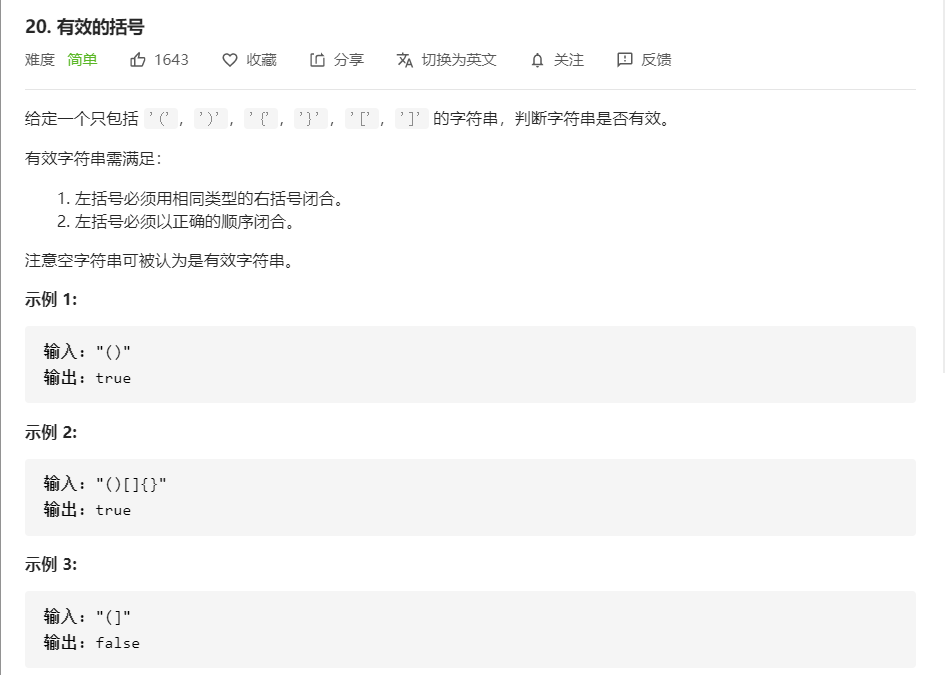 20. 有效的括号
难度 简单 1643 收藏 分享 切换为英文 关注 反馈
给定一个只包括 '('，')'，'{'，'}'，'['，']' 的字符串，判断字符串是否有效。
有效字符串需满足：
1. 左括号必须用相同类型的右括号闭合。
2. 左括号必须以正确的顺序闭合。
注意空字符串可被认为是有效字符串。
示例 1:
输入: "()"
输出: true
示例 2:
输入: "()[]{}"
输出: true
示例 3:
输入: "(]"
输出: false